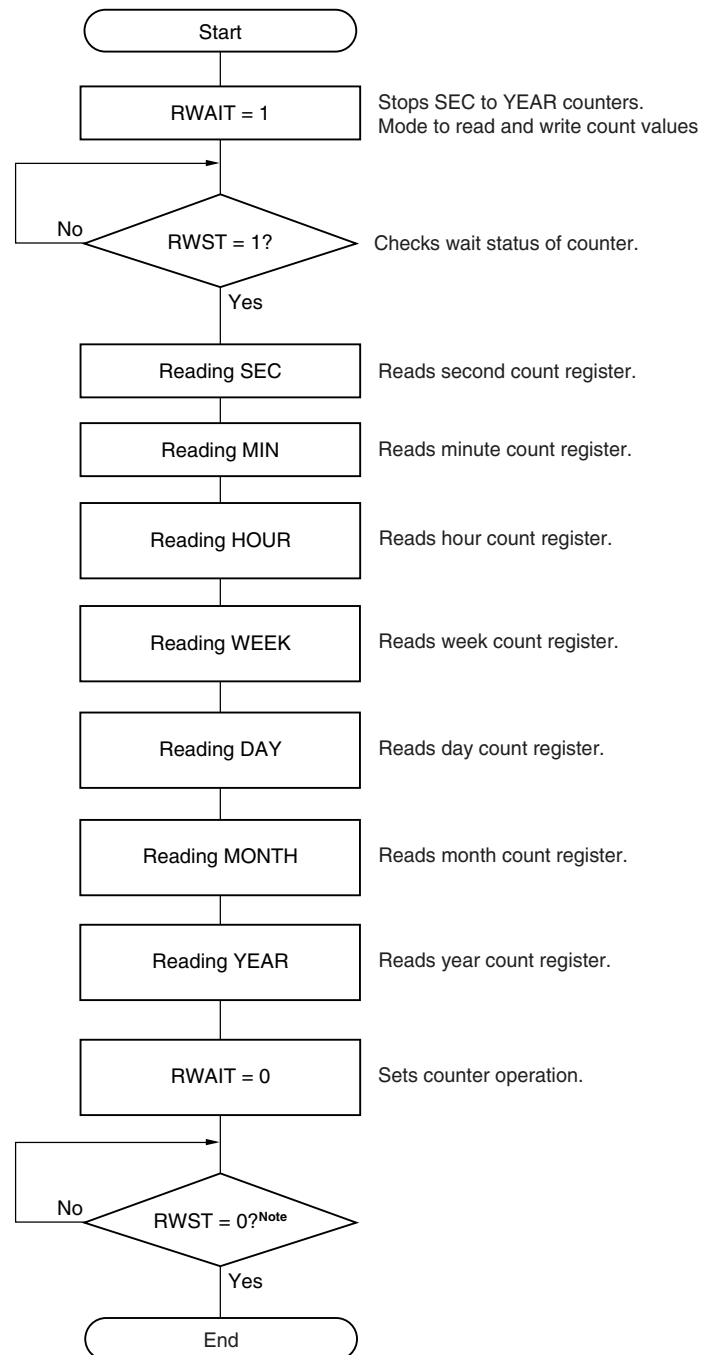 Start
RWAIT = 1
Stops SEC to YEAR counters.
Mode to read and write count values
No
RWST = 1?
Checks wait status of counter.
Yes
Reading SEC
Reads second count register.
Reading MIN
Reads minute count register.
Reading HOUR
Reads hour count register.
Reading WEEK
Reads week count register.
Reading DAY
Reads day count register.
Reading MONTH
Reads month count register.
Reading YEAR
Reads year count register.
RWAIT = 0
Sets counter operation.
No
RWST = 0?Note
Yes
End